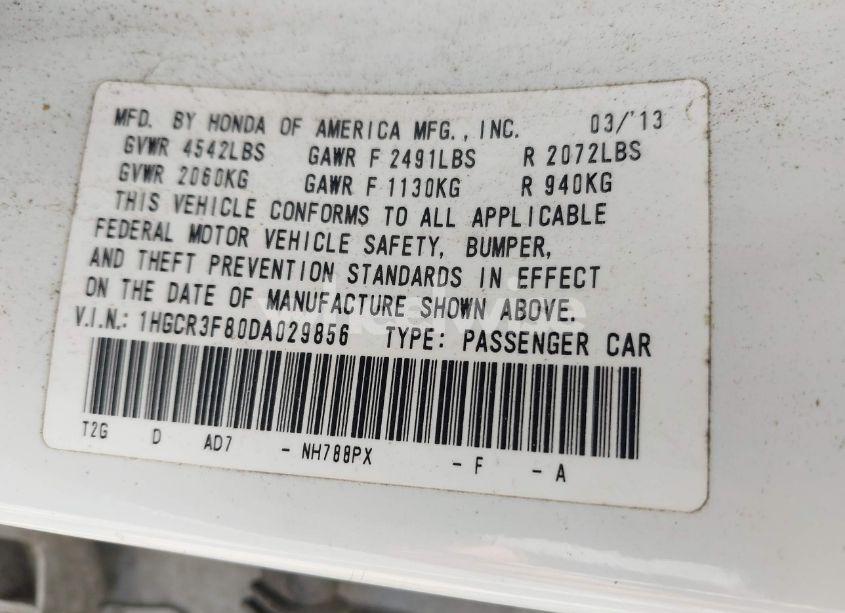 MFD. BY HONDA OF AMERICA MFG., INC. 03/'13
GVWR 4542LBS GAWR F 2491LBS R 2072LBS
GVWR 2060KG GAWR F 1130KG R 940KG
THIS VEHICLE CONFORMS TO ALL APPLICABLE
FEDERAL MOTOR VEHICLE SAFETY, BUMPER,
AND THEFT PREVENTION STANDARDS IN EFFECT
ON THE DATE OF MANUFACTURE SHOWN ABOVE.
V.I.N.: 1HGCR3F80DA029856 TYPE: PASSENGER CAR
T2G D AD7 - NH788PX - F - A